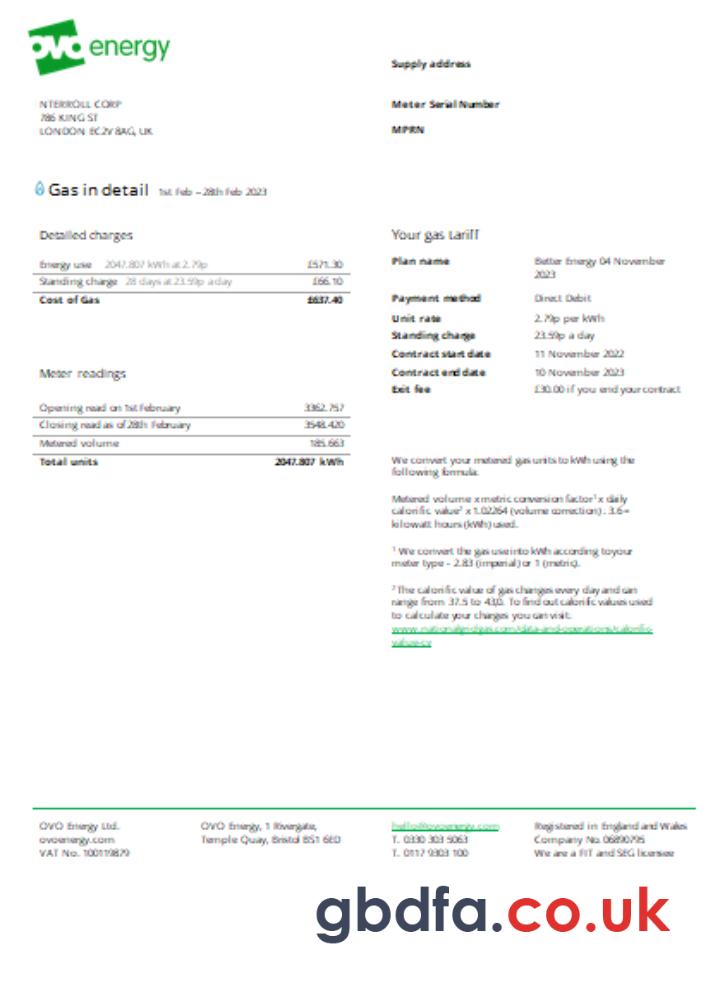 ovo energy
NTERROLL CORP
786 KING ST
LONDON EC2V 8AG, UK
Supply address
Meter Serial Number
MPRN
Gas in detail 1st Feb – 28th Feb 2023
Detailed charges
Energy use 2047.807 kWh at 2.79p £571.30
Standing charge 28 days at 23.59p a day £66.10
Cost of Gas £637.40
Meter readings
Opening read on 1st February 3362.757
Closing read as of 28th February 3548.420
Metered volume 185.663
Total units 2047.807 kWh
Your gas tariff
Plan name Better Energy 04 November
2023
Payment method Direct Debit
Unit rate 2.79p per kWh
Standing charge 23.59p a day
Contract start date 11 November 2022
Contract end date 10 November 2023
Exit fee £30.00 if you end your contract
We convert your metered gas units to kWh using the
following formula:
Metered volume x metric conversion factor¹ x daily
calorific value² x 1.02264 (volume correction) : 3.6 =
kilowatt hours (kWh) used.
¹ We convert the gas use into kWh according to your
meter type – 2.83 (imperial) or 1 (metric).
² The calorific value of gas changes every day and can
range from 37.5 to 43,0. To find out calorific values used
to calculate your charges you can visit:
www.nationalgridgas.com/data-and-operations/calorific-
value-cv
OVO Energy Ltd.
ovoenergy.com
VAT No. 100119879
OVO Energy, 1 Rivergate,
Temple Quay, Bristol BS1 6ED
hello@ovoenergy.com
T. 0330 303 5063
T. 0117 9303 100
Registered in England and Wales
Company No. 06890795
We are a FIT and SEG licensee
gbdfa.co.uk